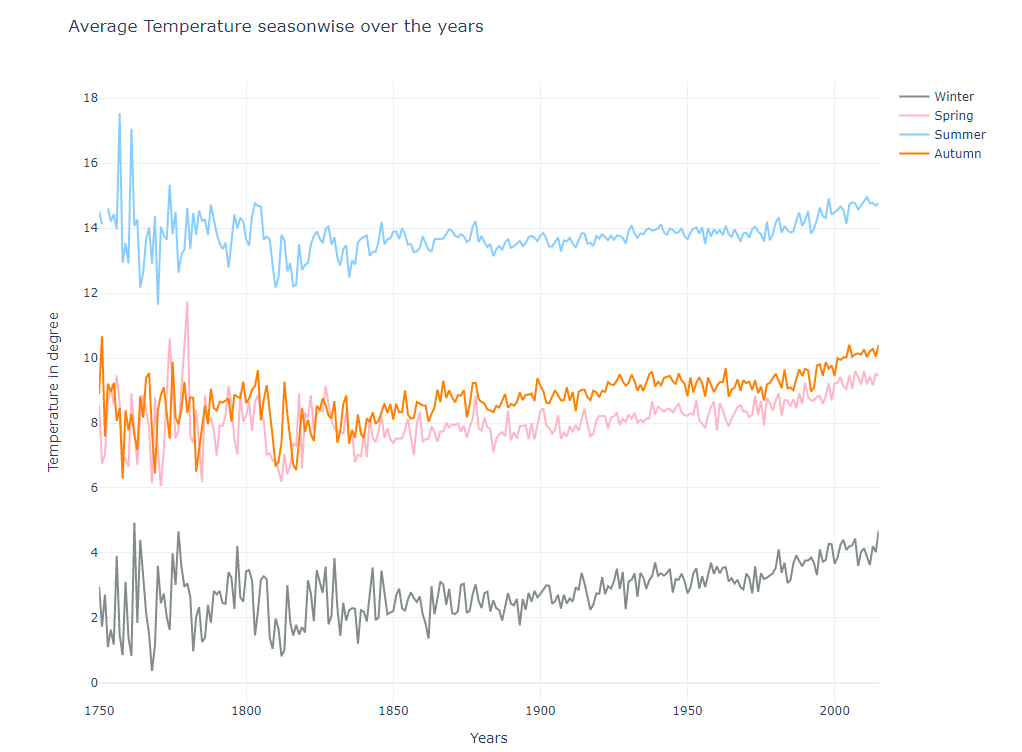 Average Temperature seasonwise over the years
18
16
14
12
10
8
6
4
2
0
Temperature in degree
1750
1800
1850
1900
1950
2000
Years
Winter
Spring
Summer
Autumn